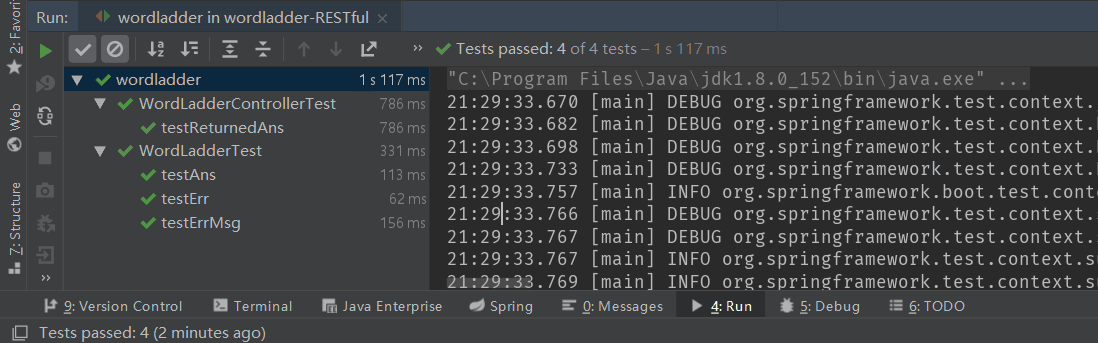 Run: wordladder in wordladder-RESTful ×
2: Favori
Web
Z: Structure
» Tests passed: 4 of 4 tests – 1 s 117 ms
wordladder 1 s 117 ms
WordLadderControllerTest 786 ms
testReturnedAns 786 ms
WordLadderTest 331 ms
testAns 113 ms
testErr 62 ms
testErrMsg 156 ms
"C:\Program Files\Java\jdk1.8.0_152\bin\java.exe" ...
21:29:33.670 [main] DEBUG org.springframework.test.context.
21:29:33.682 [main] DEBUG org.springframework.test.context.
21:29:33.698 [main] DEBUG org.springframework.test.context.
21:29:33.733 [main] DEBUG org.springframework.test.context.
21:29:33.757 [main] INFO org.springframework.boot.test.cont
21:29:33.766 [main] DEBUG org.springframework.test.context.
21:29:33.767 [main] DEBUG org.springframework.test.context.
21:29:33.767 [main] INFO org.springframework.test.context.s
21:29:33.769 [main] INFO org.springframework.test.context.s
9: Version Control Terminal Java Enterprise Spring 0: Messages 4: Run 5: Debug 6: TODO
Tests passed: 4 (2 minutes ago)